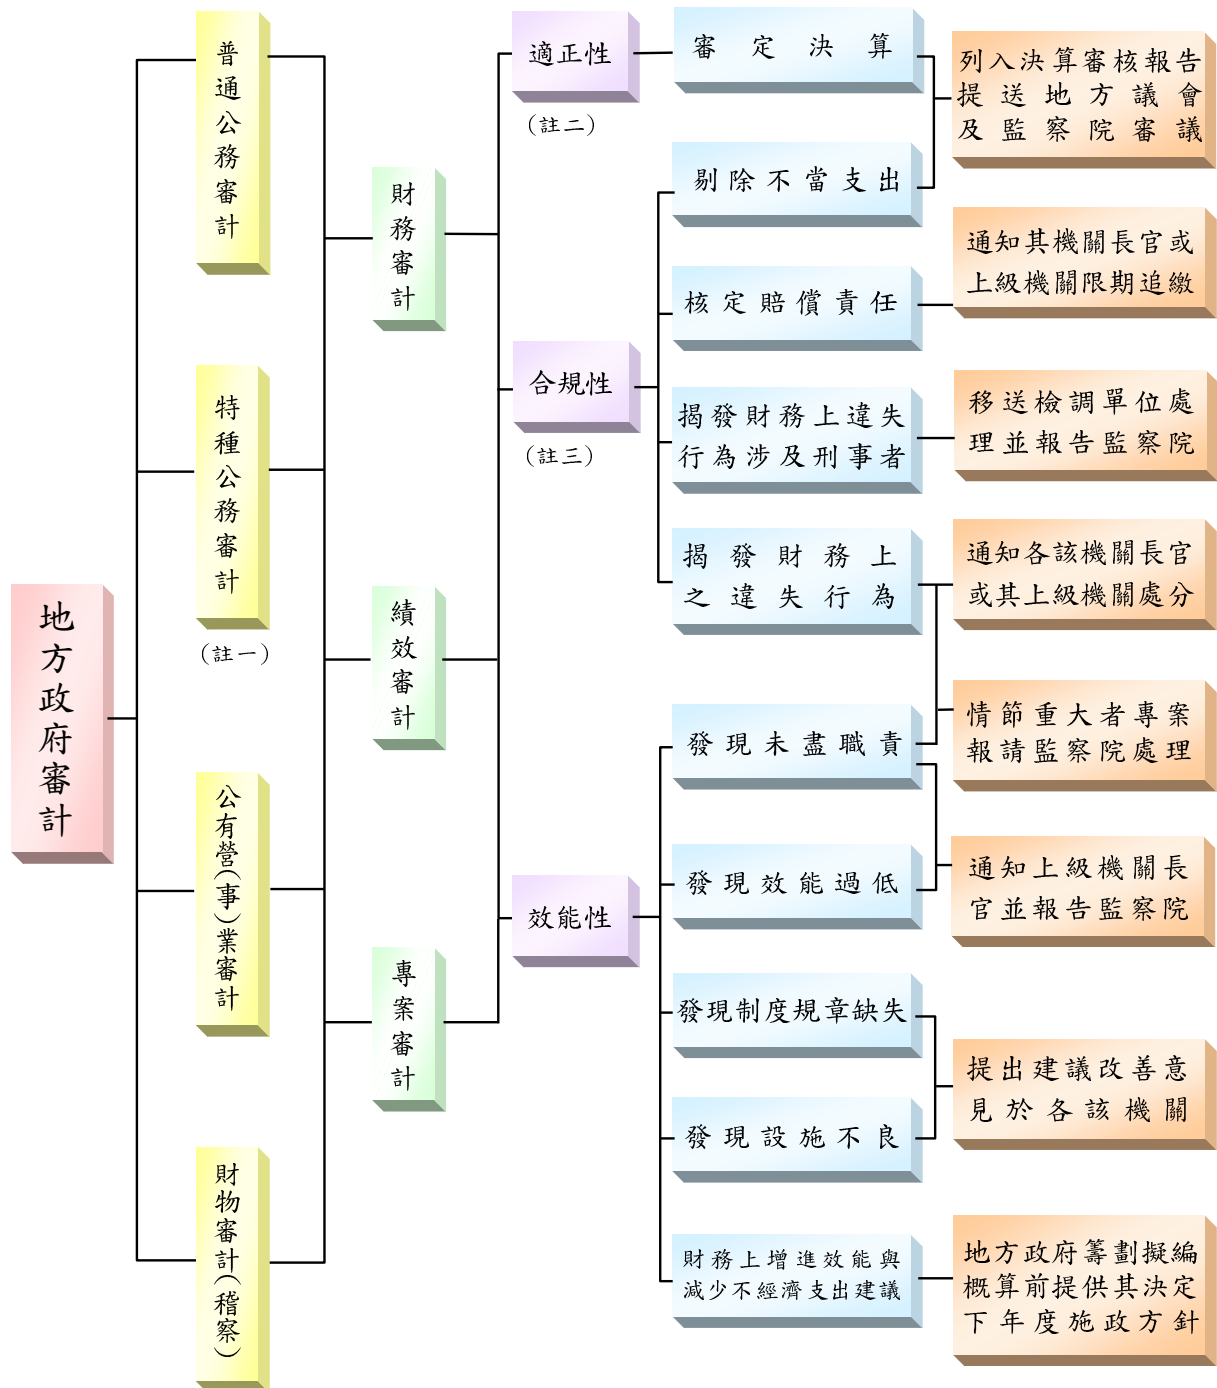 地方政府審計
普通公務審計
特種公務審計
(註一)
公有營(事)業審計
財物審計(稽察)
財務審計
績效審計
專案審計
適正性
(註二)
合規性
(註三)
效能性
審定決算
剔除不當支出
核定賠償責任
揭發財務上違失
行為涉及刑事者
揭發財務上
之違失行為
發現未盡職責
發現效能過低
發現制度規章缺失
發現設施不良
財務上增進效能與
減少不經濟支出建議
列入決算審核報告
提送地方議會
及監察院審議
通知其機關長官或
上級機關限期追繳
移送檢調單位處
理並報告監察院
通知各該機關長官
或其上級機關處分
情節重大者專案
報請監察院處理
通知上級機關長
官並報告監察院
提出建議改善意
見於各該機關
地方政府籌劃擬編
概算前提供其決定
下年度施政方針